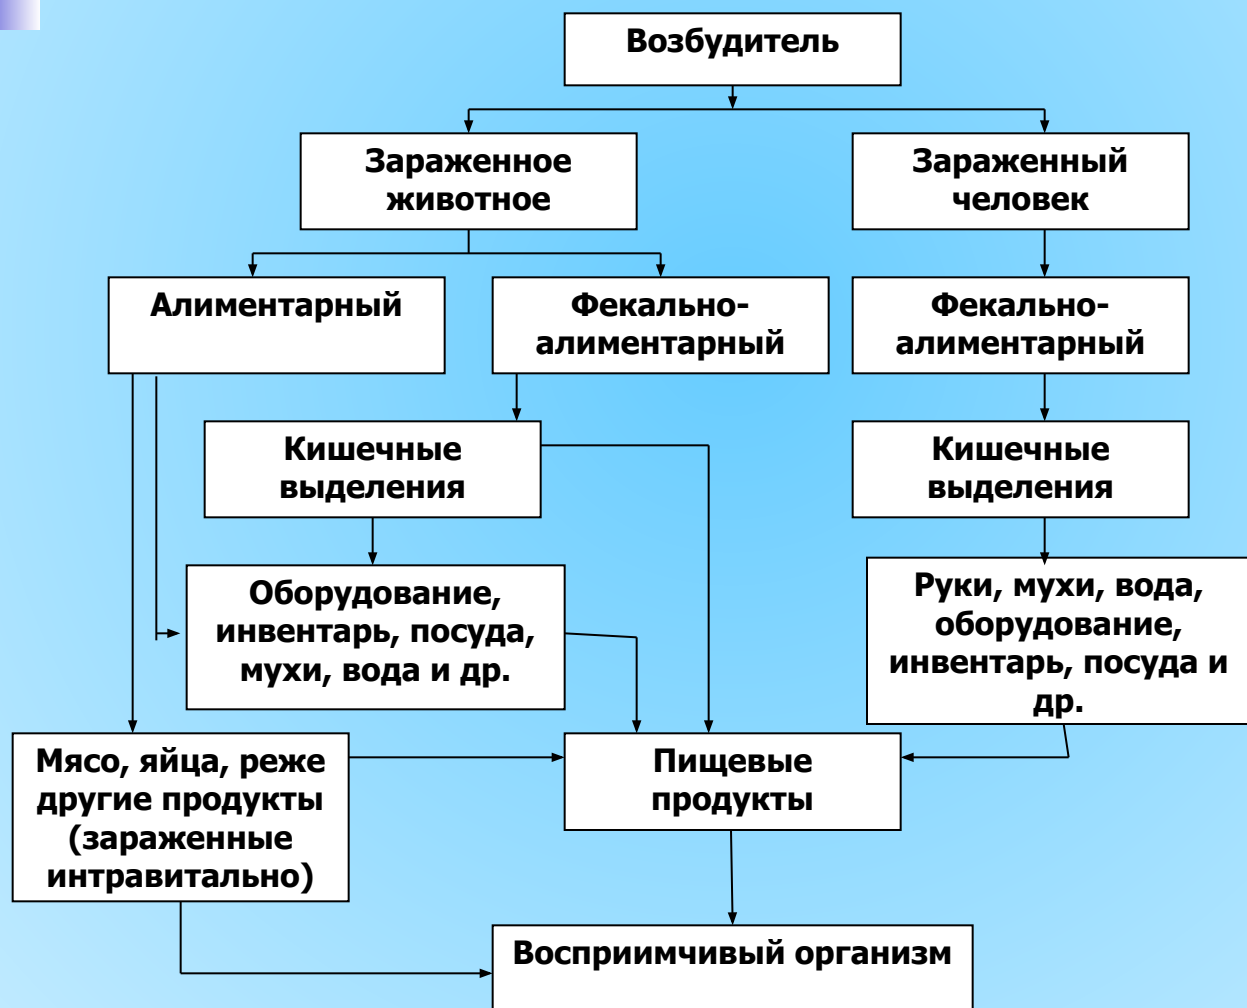 Возбудитель
Зараженное
животное
Зараженный
человек
Алиментарный
Фекально-
алиментарный
Фекально-
алиментарный
Кишечные
выделения
Кишечные
выделения
Оборудование,
инвентарь, посуда,
мухи, вода и др.
Руки, мухи, вода,
оборудование,
инвентарь, посуда и
др.
Мясо, яйца, реже
другие продукты
(зараженные
интравитально)
Пищевые
продукты
Восприимчивый организм